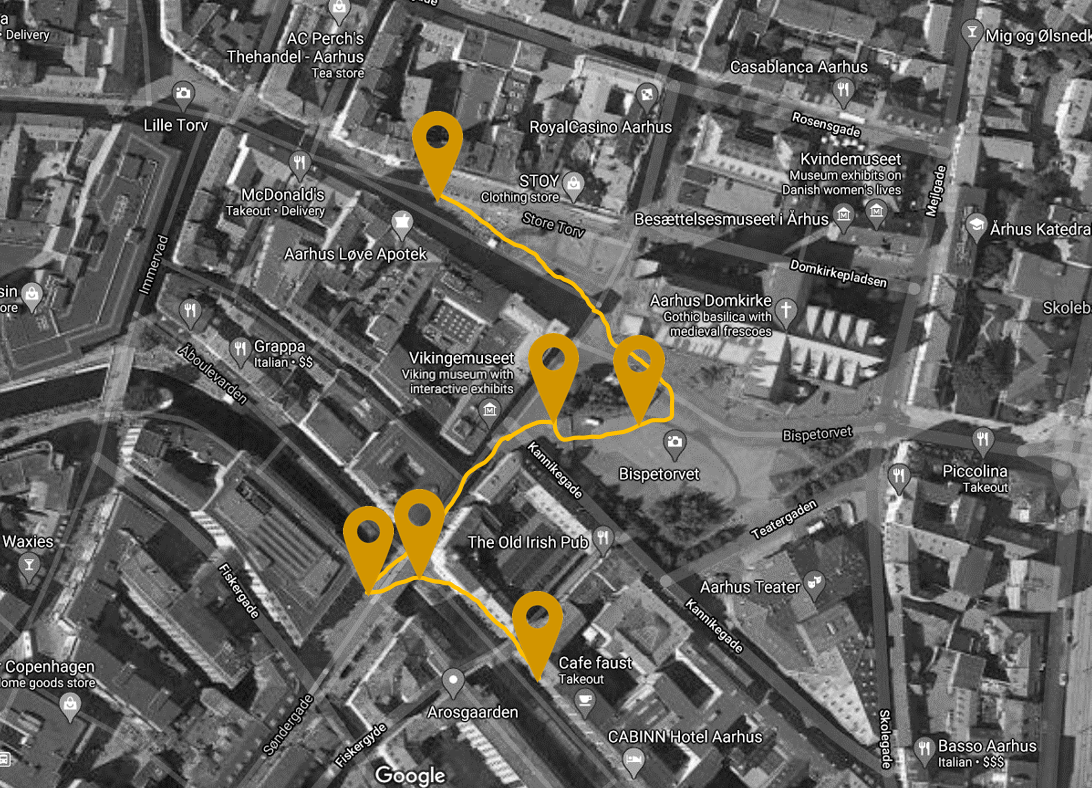 AC Perch's
Thehandel - Aarhus
Tea store
Delivery
Mig og Ølsnedk
Casablanca Aarhus
Lille Torv
RoyalCasino Aarhus
Rosensgade
Kvindemuseet
Museum exhibits on
Danish women's lives
McDonald's
Takeout • Delivery
STOY
Clothing store
Mejlgade
Besættelsesmuseet i Århus
Store Torv
Århus Katedra
Immervad
Aarhus Løve Apotek
Domkirkepladsen
Aarhus Domkirke
Gothic basilica with
medieval frescoes
Skoleb
Grappa
Italian • $$
Vikingemuseet
Viking museum with
interactive exhibits
Åboulevarden
Bispetorvet
Kannikegade
Bispetorvet
Piccolina
Takeout
Teatergaden
Waxies
The Old Irish Pub
Fiskergade
Aarhus Teater
Kannikegade
Copenhagen
ome goods store
Cafe faust
Takeout
Arosgaarden
Søndergade
Fiskergyde
CABINN Hotel Aarhus
Skolegade
Basso Aarhus
Italian • $$$
Google